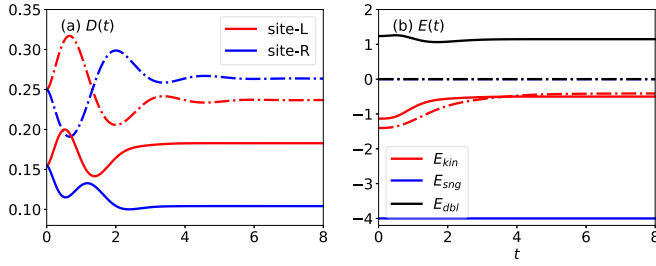 (a) D(t)
site-L
site-R
0.35
0.30
0.25
0.20
0.15
0.10
0 2 4 6 8
(b) E(t)
2
1
0
−1
−2
−3
−4
E_kin
E_sng
E_dbl
0 2 4 6 8
t